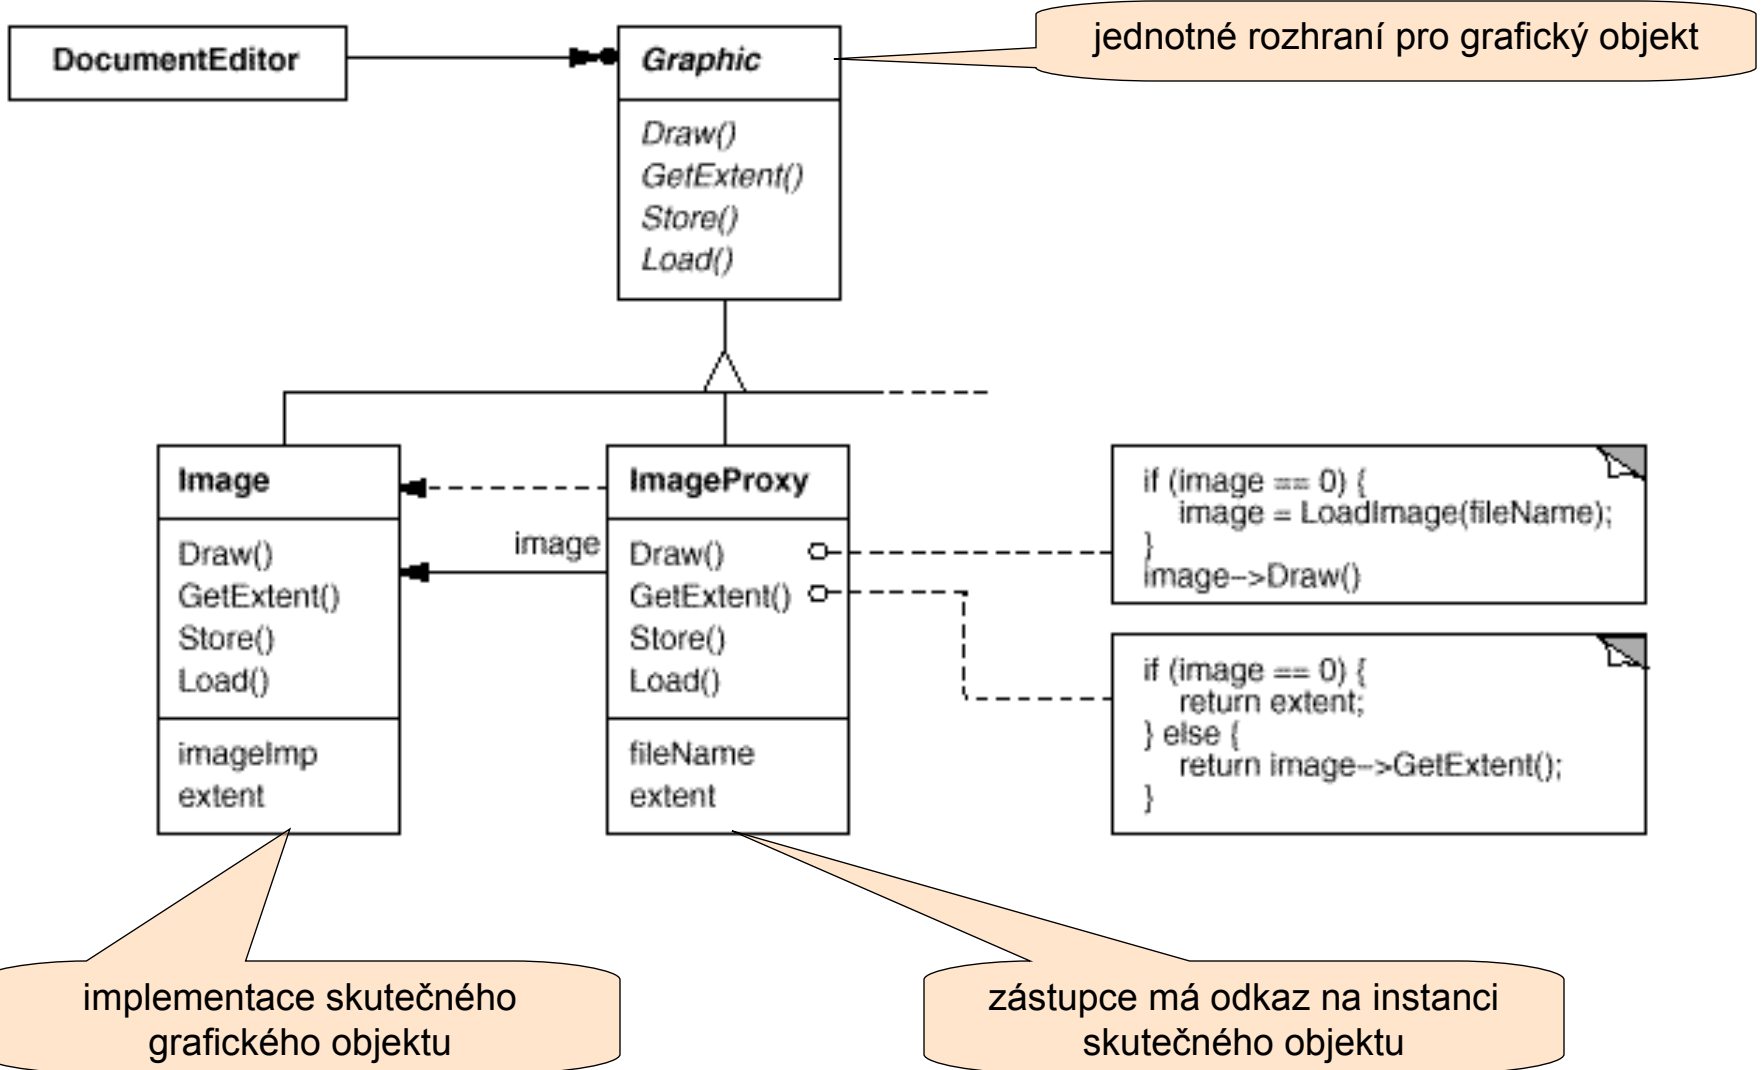 DocumentEditor
Graphic
jednotné rozhraní pro grafický objekt
Draw()
GetExtent()
Store()
Load()
Image
Draw()
GetExtent()
Store()
Load()
imageImp
extent
image
ImageProxy
Draw()
GetExtent()
Store()
Load()
fileName
extent
if (image == 0) {
image = LoadImage(fileName);
}
image->Draw()
if (image == 0) {
return extent;
} else {
return image->GetExtent();
}
implementace skutečného
grafického objektu
zástupce má odkaz na instanci
skutečného objektu